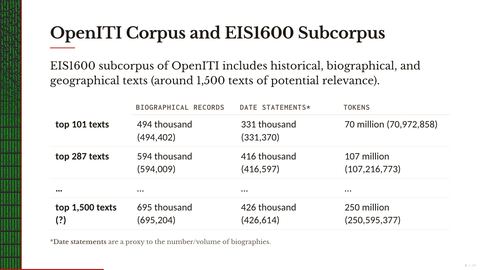 OpenITI Corpus and EIS1600 Subcorpus
EIS1600 subcorpus of OpenITI includes historical, biographical, and
geographical texts (around 1,500 texts of potential relevance).
BIOGRAPHICAL RECORDS DATE STATEMENTS* TOKENS
top 101 texts 494 thousand 331 thousand 70 million (70,972,858)
(494,402) (331,370)
top 287 texts 594 thousand 416 thousand 107 million
(594,009) (416,597) (107,216,773)
... ... ... ...
top 1,500 texts 695 thousand 426 thousand 250 million
(?) (695,204) (426,614) (250,595,377)
*Date statements are a proxy to the number/volume of biographies.